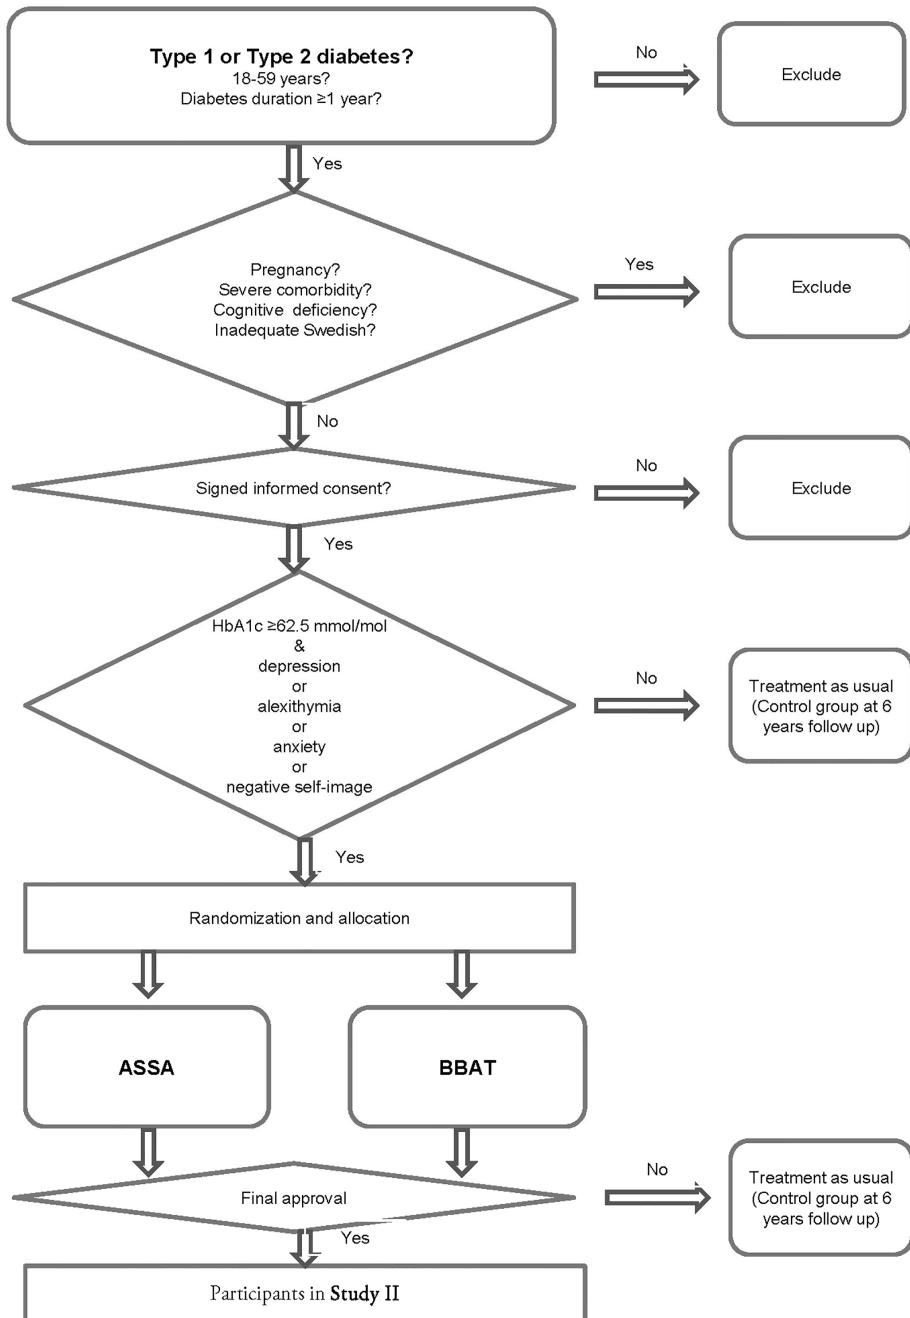 Type 1 or Type 2 diabetes?
18-59 years?
Diabetes duration ≥1 year?
No
Exclude
Yes
Pregnancy?
Severe comorbidity?
Cognitive deficiency?
Inadequate Swedish?
Yes
Exclude
No
Signed informed consent?
No
Exclude
Yes
HbA1c ≥62.5 mmol/mol
&
depression
or
alexithymia
or
anxiety
or
negative self-image
No
Treatment as usual
(Control group at 6
years follow up)
Yes
Randomization and allocation
ASSA
BBAT
Final approval
No
Treatment as usual
(Control group at 6
years follow up)
Yes
Participants in Study II